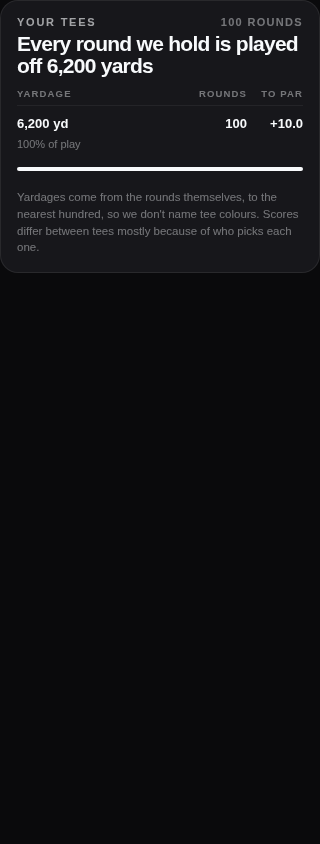 YOUR TEES 100 ROUNDS
Every round we hold is played
off 6,200 yards
YARDAGE ROUNDS TO PAR
6,200 yd 100 +10.0
100% of play
Yardages come from the rounds themselves, to the
nearest hundred, so we don't name tee colours. Scores
differ between tees mostly because of who picks each
one.